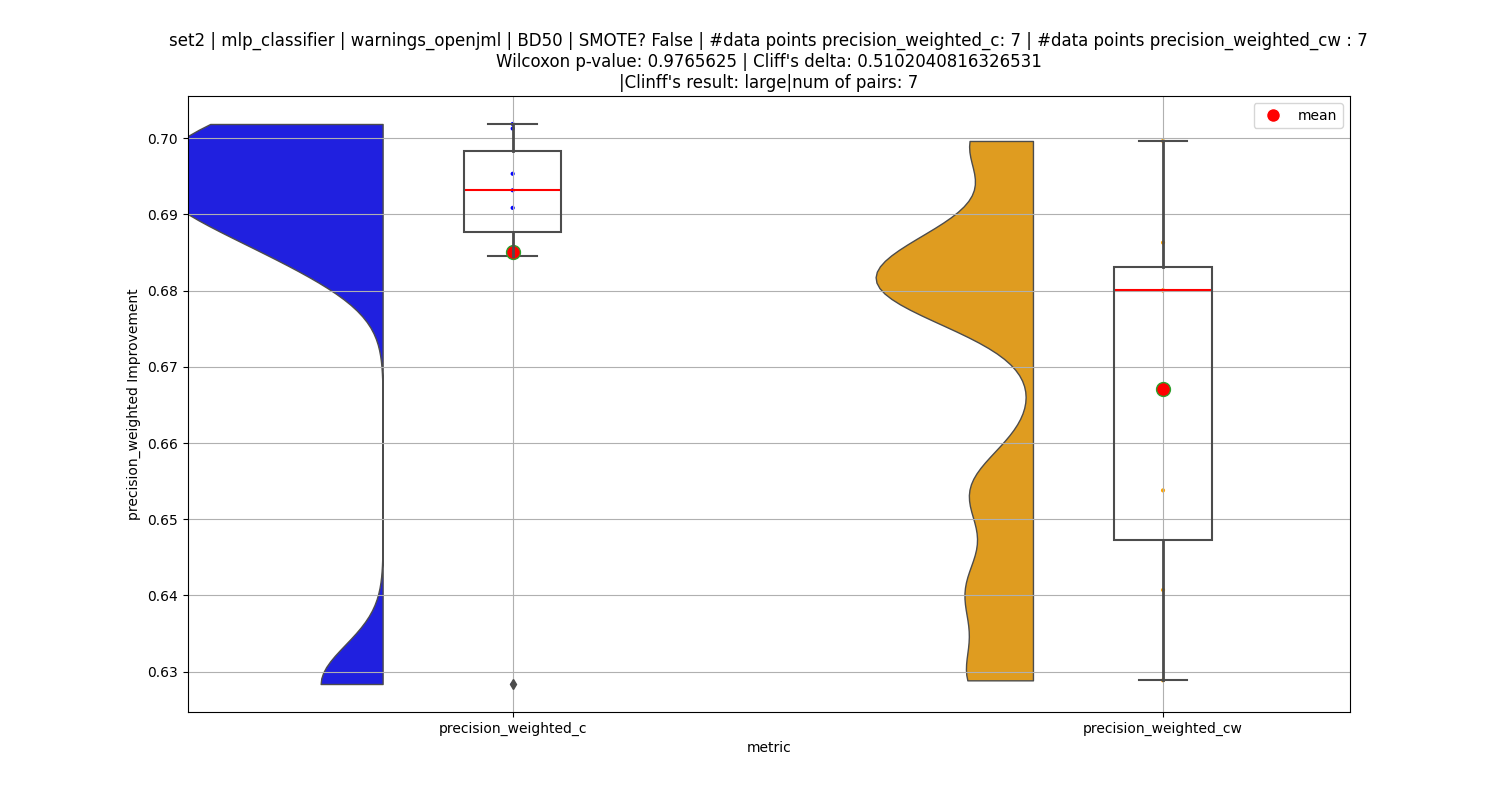 set2 | mlp_classifier | warnings_openjml | BD50 | SMOTE? False | #data points precision_weighted_c: 7 | #data points precision_weighted_cw : 7
Wilcoxon p-value: 0.9765625 | Cliff's delta: 0.5102040816326531
|Clinff's result: large|num of pairs: 7
mean
precision_weighted Improvement
0.70
0.69
0.68
0.67
0.66
0.65
0.64
0.63
precision_weighted_c
precision_weighted_cw
metric